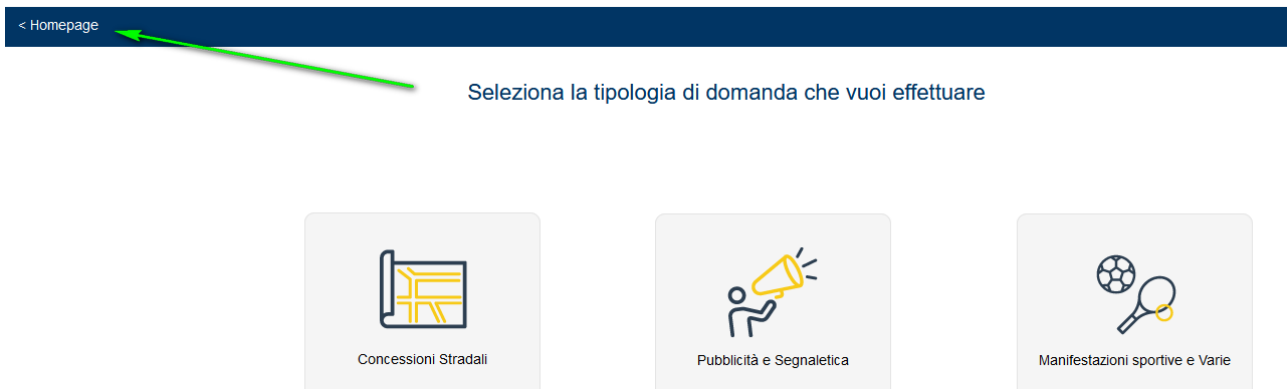 < Homepage
Seleziona la tipologia di domanda che vuoi effettuare
Concessioni Stradali
Pubblicità e Segnaletica
Manifestazioni sportive e Varie